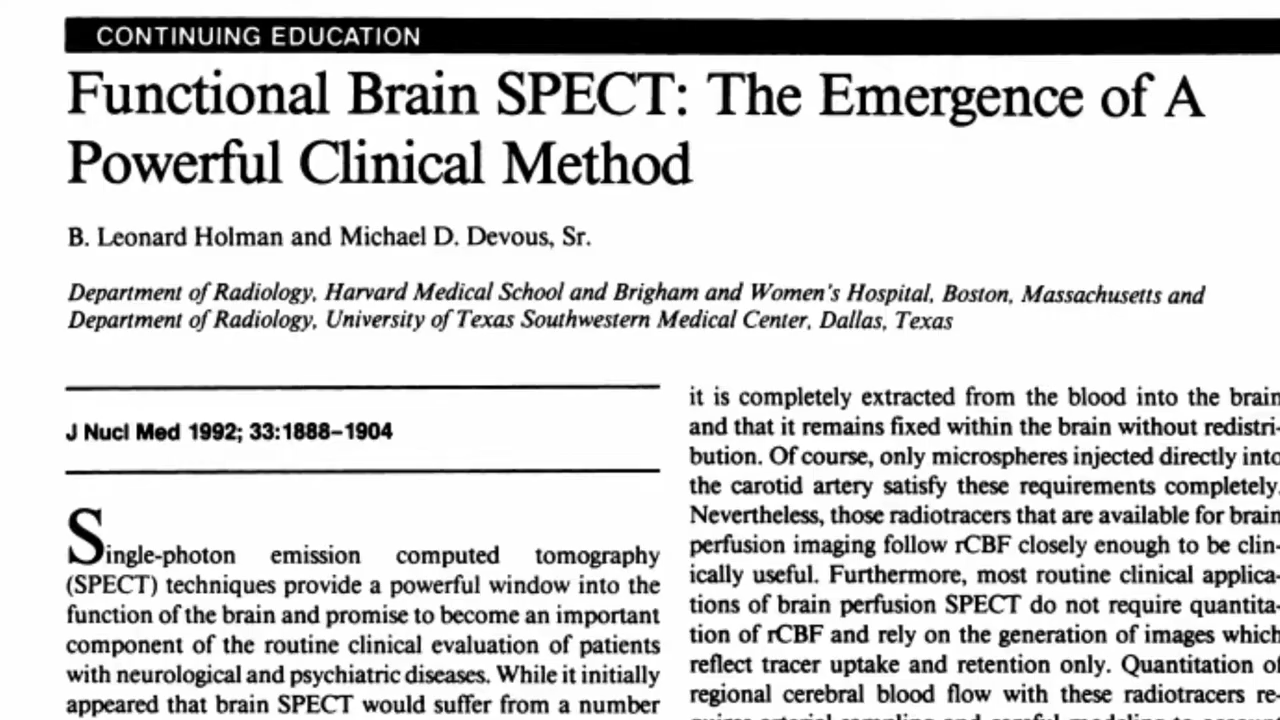 CONTINUING EDUCATION
Functional Brain SPECT: The Emergence of A
Powerful Clinical Method
B. Leonard Holman and Michael D. Devous, Sr.
Department of Radiology, Harvard Medical School and Brigham and Women's Hospital, Boston, Massachusetts and
Department of Radiology, University of Texas Southwestern Medical Center, Dallas, Texas
J Nucl Med 1992; 33:1888–1904
Single-photon emission computed tomography
(SPECT) techniques provide a powerful window into the
function of the brain and promise to become an important
component of the routine clinical evaluation of patients
with neurological and psychiatric diseases. While it initially
appeared that brain SPECT would suffer from a number
it is completely extracted from the blood into the brain
and that it remains fixed within the brain without redistri-
bution. Of course, only microspheres injected directly into
the carotid artery satisfy these requirements completely.
Nevertheless, those radiotracers that are available for brain
perfusion imaging follow rCBF closely enough to be clin-
ically useful. Furthermore, most routine clinical applica-
tions of brain perfusion SPECT do not require quantita-
tion of rCBF and rely on the generation of images which
reflect tracer uptake and retention only. Quantitation of
regional cerebral blood flow with these radiotracers re-